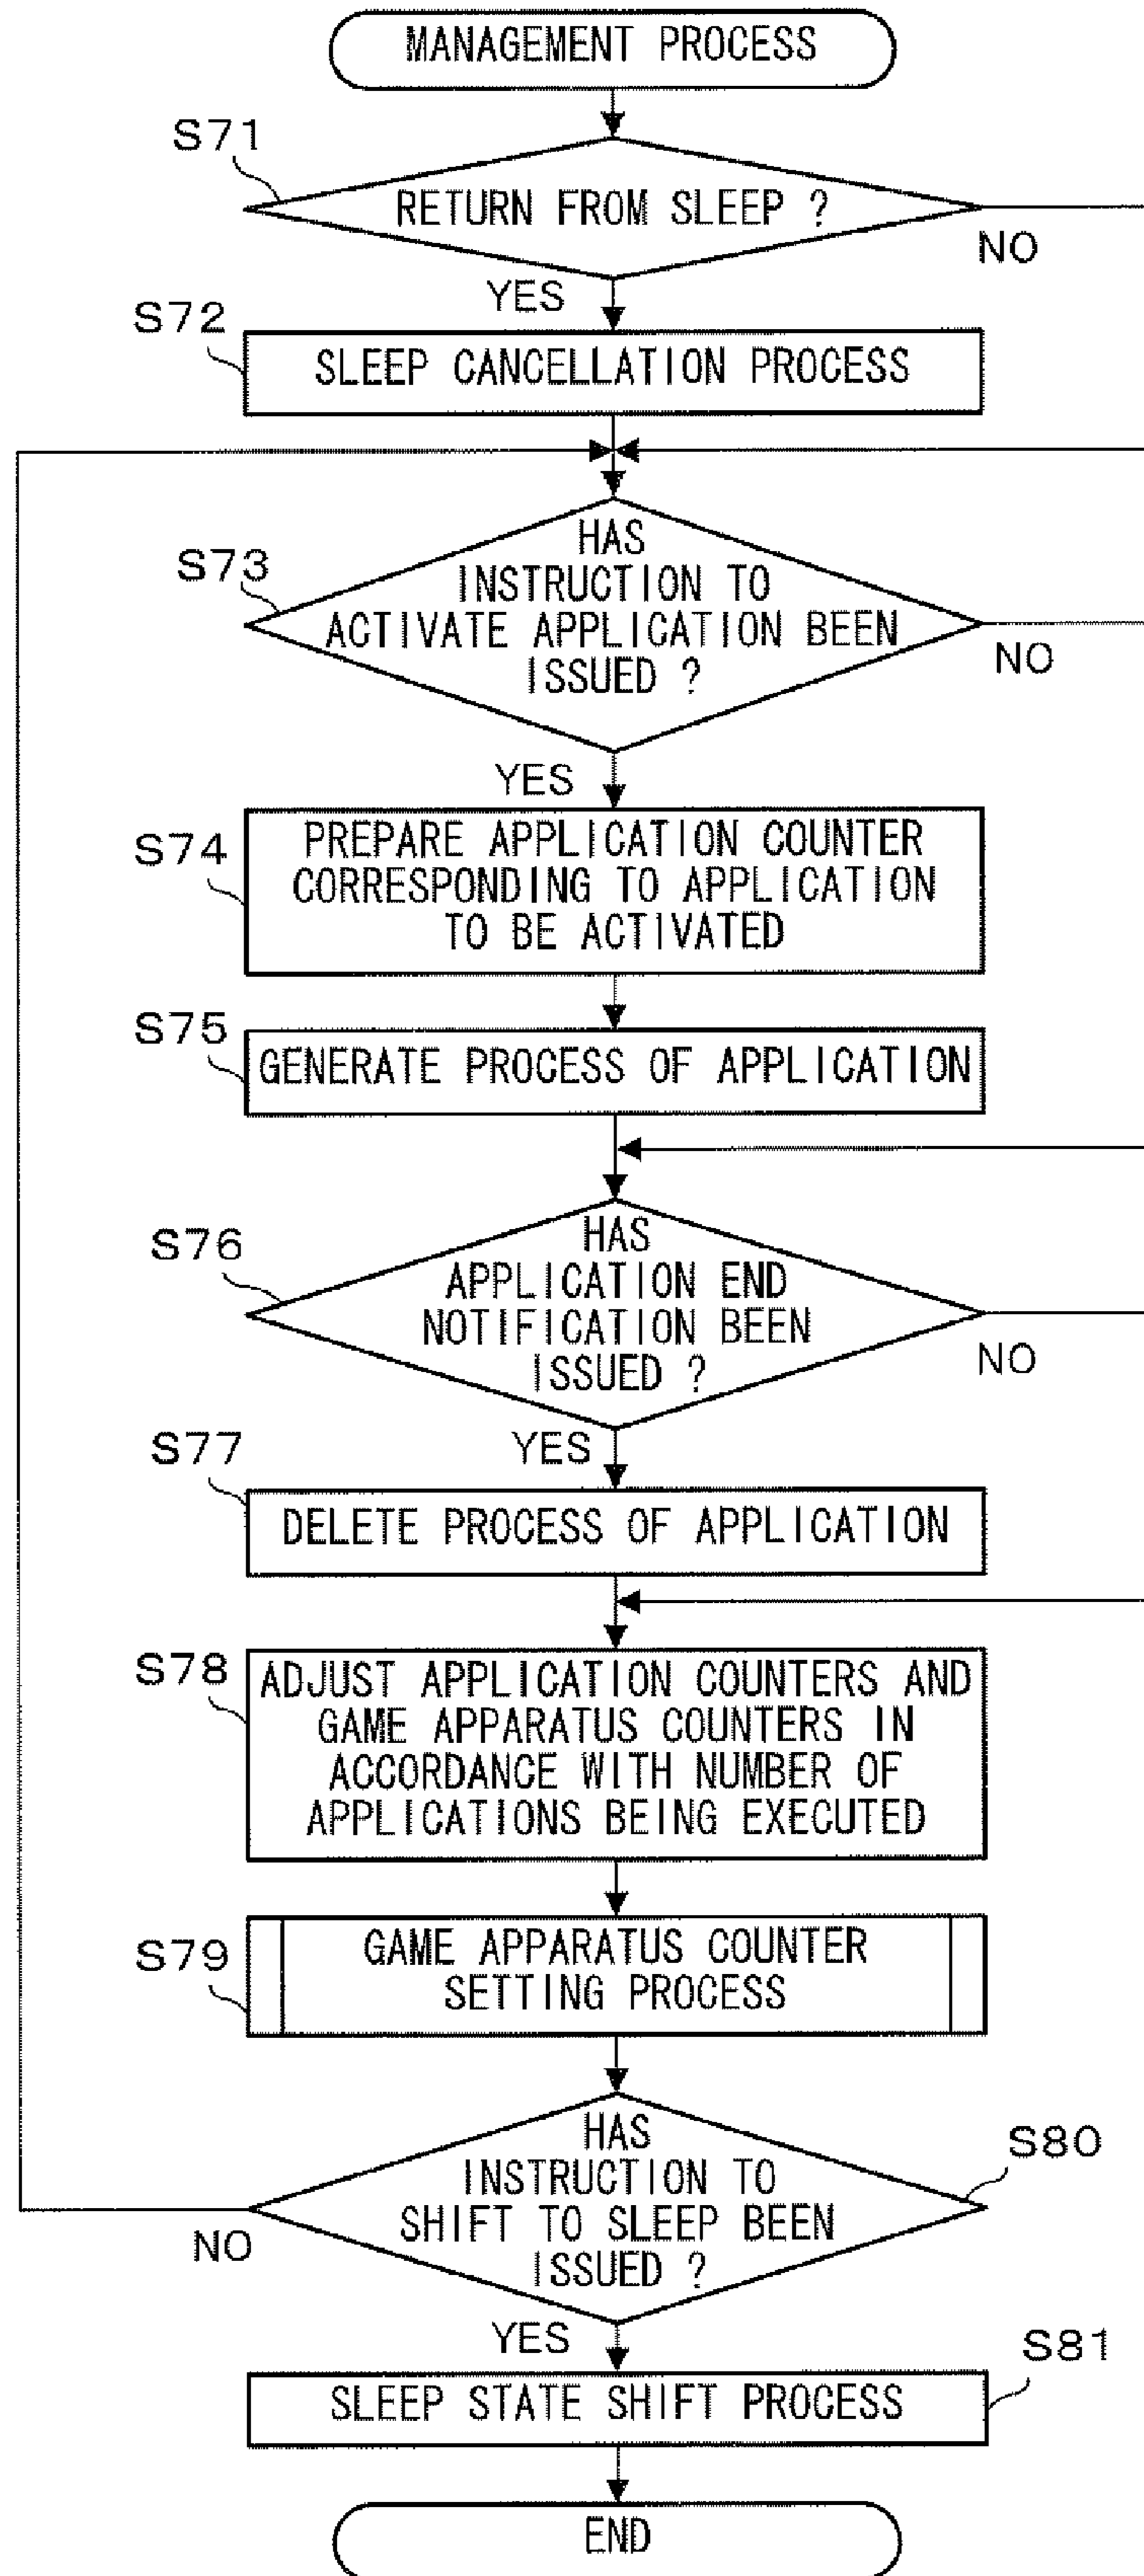 MANAGEMENT PROCESS
S71
RETURN FROM SLEEP ?
NO
YES
S72
SLEEP CANCELLATION PROCESS
S73
HAS
INSTRUCTION TO
ACTIVATE APPLICATION BEEN
ISSUED ?
NO
YES
S74
PREPARE APPLICATION COUNTER
CORRESPONDING TO APPLICATION
TO BE ACTIVATED
S75
GENERATE PROCESS OF APPLICATION
S76
HAS
APPLICATION END
NOTIFICATION BEEN
ISSUED ?
NO
YES
S77
DELETE PROCESS OF APPLICATION
S78
ADJUST APPLICATION COUNTERS AND
GAME APPARATUS COUNTERS IN
ACCORDANCE WITH NUMBER OF
APPLICATIONS BEING EXECUTED
S79
GAME APPARATUS COUNTER
SETTING PROCESS
S80
HAS
INSTRUCTION TO
SHIFT TO SLEEP BEEN
ISSUED ?
NO
YES
S81
SLEEP STATE SHIFT PROCESS
END